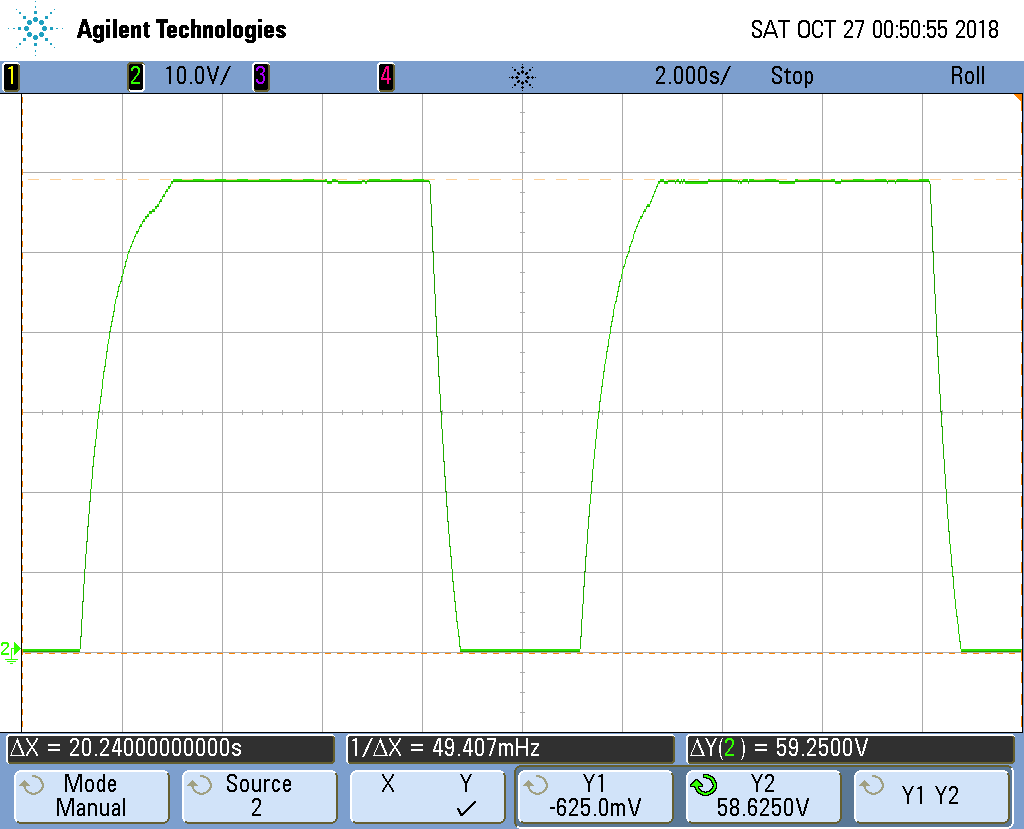 Agilent Technologies
SAT OCT 27 00:50:55 2018
1 2 10.0V/ 3 4 2.000s/ Stop Roll
2
ΔX = 20.24000000000s 1/ΔX = 49.407mHz ΔY(2) = 59.2500V
Mode Source X Y Y1 Y2 Y1 Y2
Manual 2 ✓ -625.0mV 58.6250V